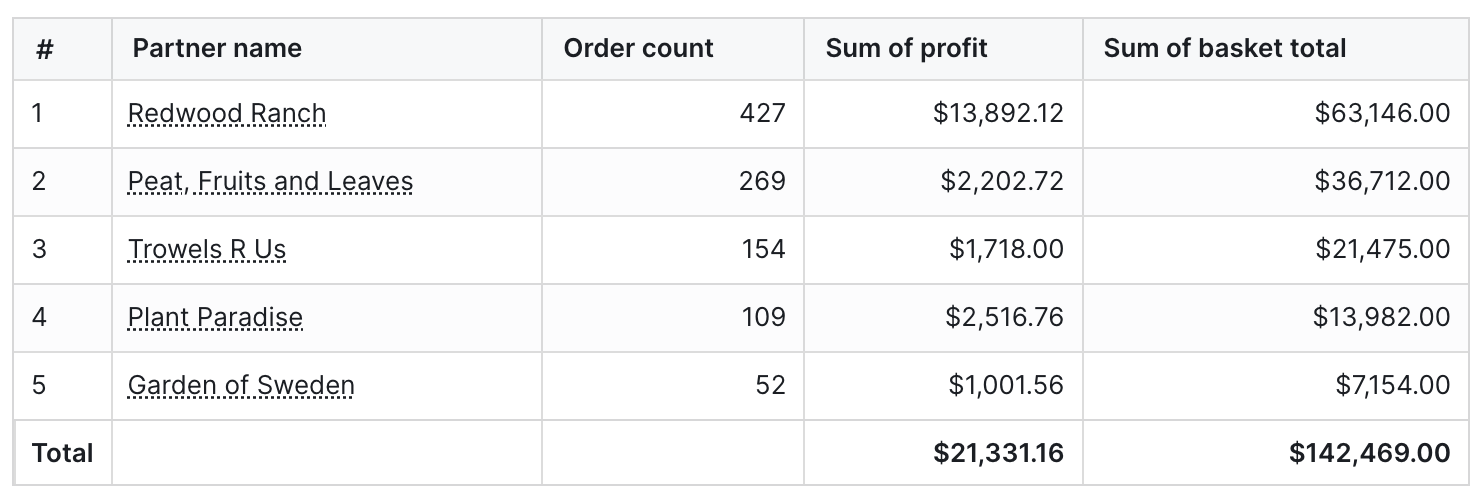 # Partner name Order count Sum of profit Sum of basket total
1 Redwood Ranch 427 $13,892.12 $63,146.00
2 Peat, Fruits and Leaves 269 $2,202.72 $36,712.00
3 Trowels R Us 154 $1,718.00 $21,475.00
4 Plant Paradise 109 $2,516.76 $13,982.00
5 Garden of Sweden 52 $1,001.56 $7,154.00
Total $21,331.16 $142,469.00